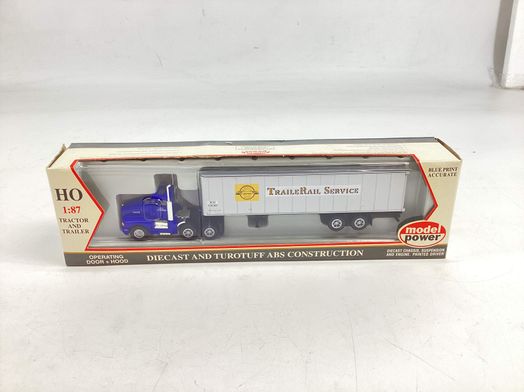 HO
1:87
TRACTOR
AND
TRAILER
OPERATING
DOOR & HOOD
TRAILERAIL SERVICE
BLUE PRINT
ACCURATE
model
power
DIECAST AND TUROTUFF ABS CONSTRUCTION
DIECAST CHASSIS, SUSPENSION
AND ENGINE. PAINTED DRIVER